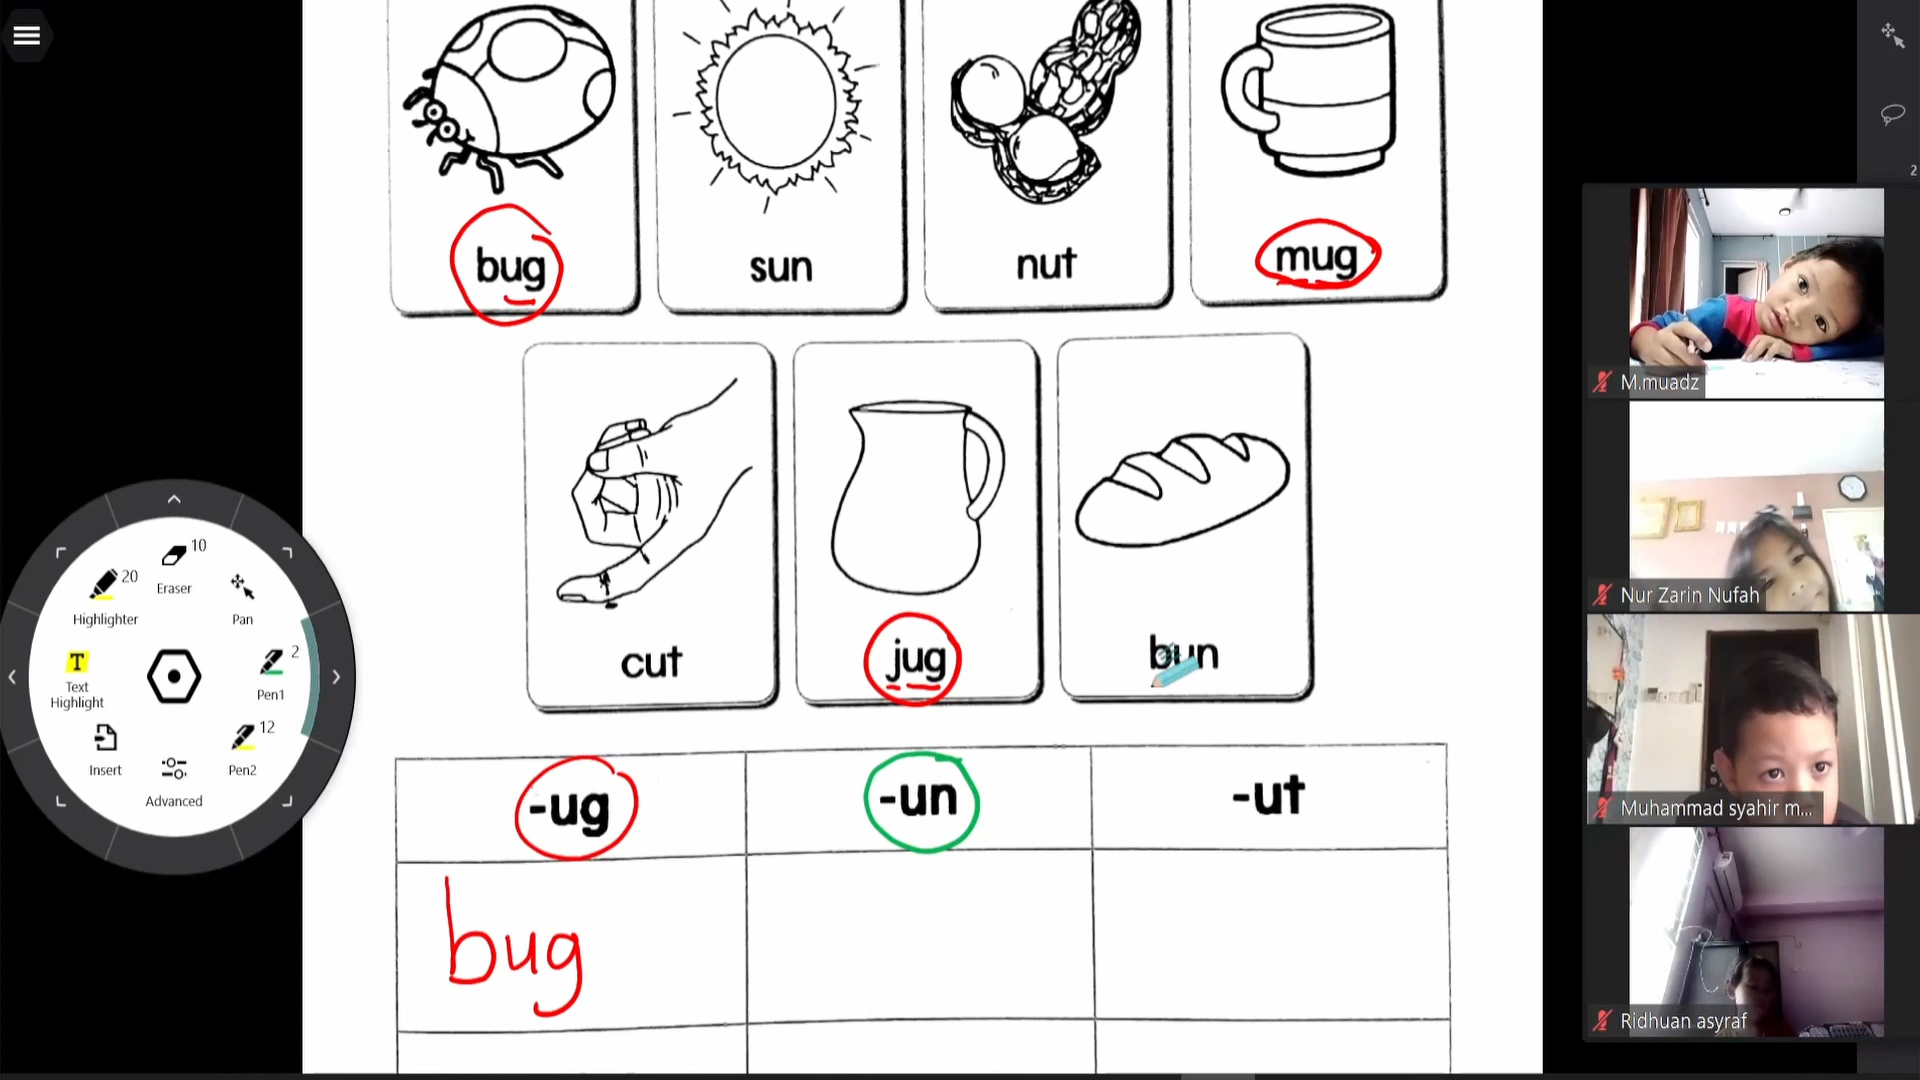 bug sun nut mug
cut jug bun
-ug -un -ut
bug
10
Eraser
20
Highlighter
Pan
T
Text
Highlight
2
Pen1
12
Pen2
Insert
Advanced
2
M.muadz
Nur Zarin Nufah
Muhammad syahir m...
Ridhuan asyraf